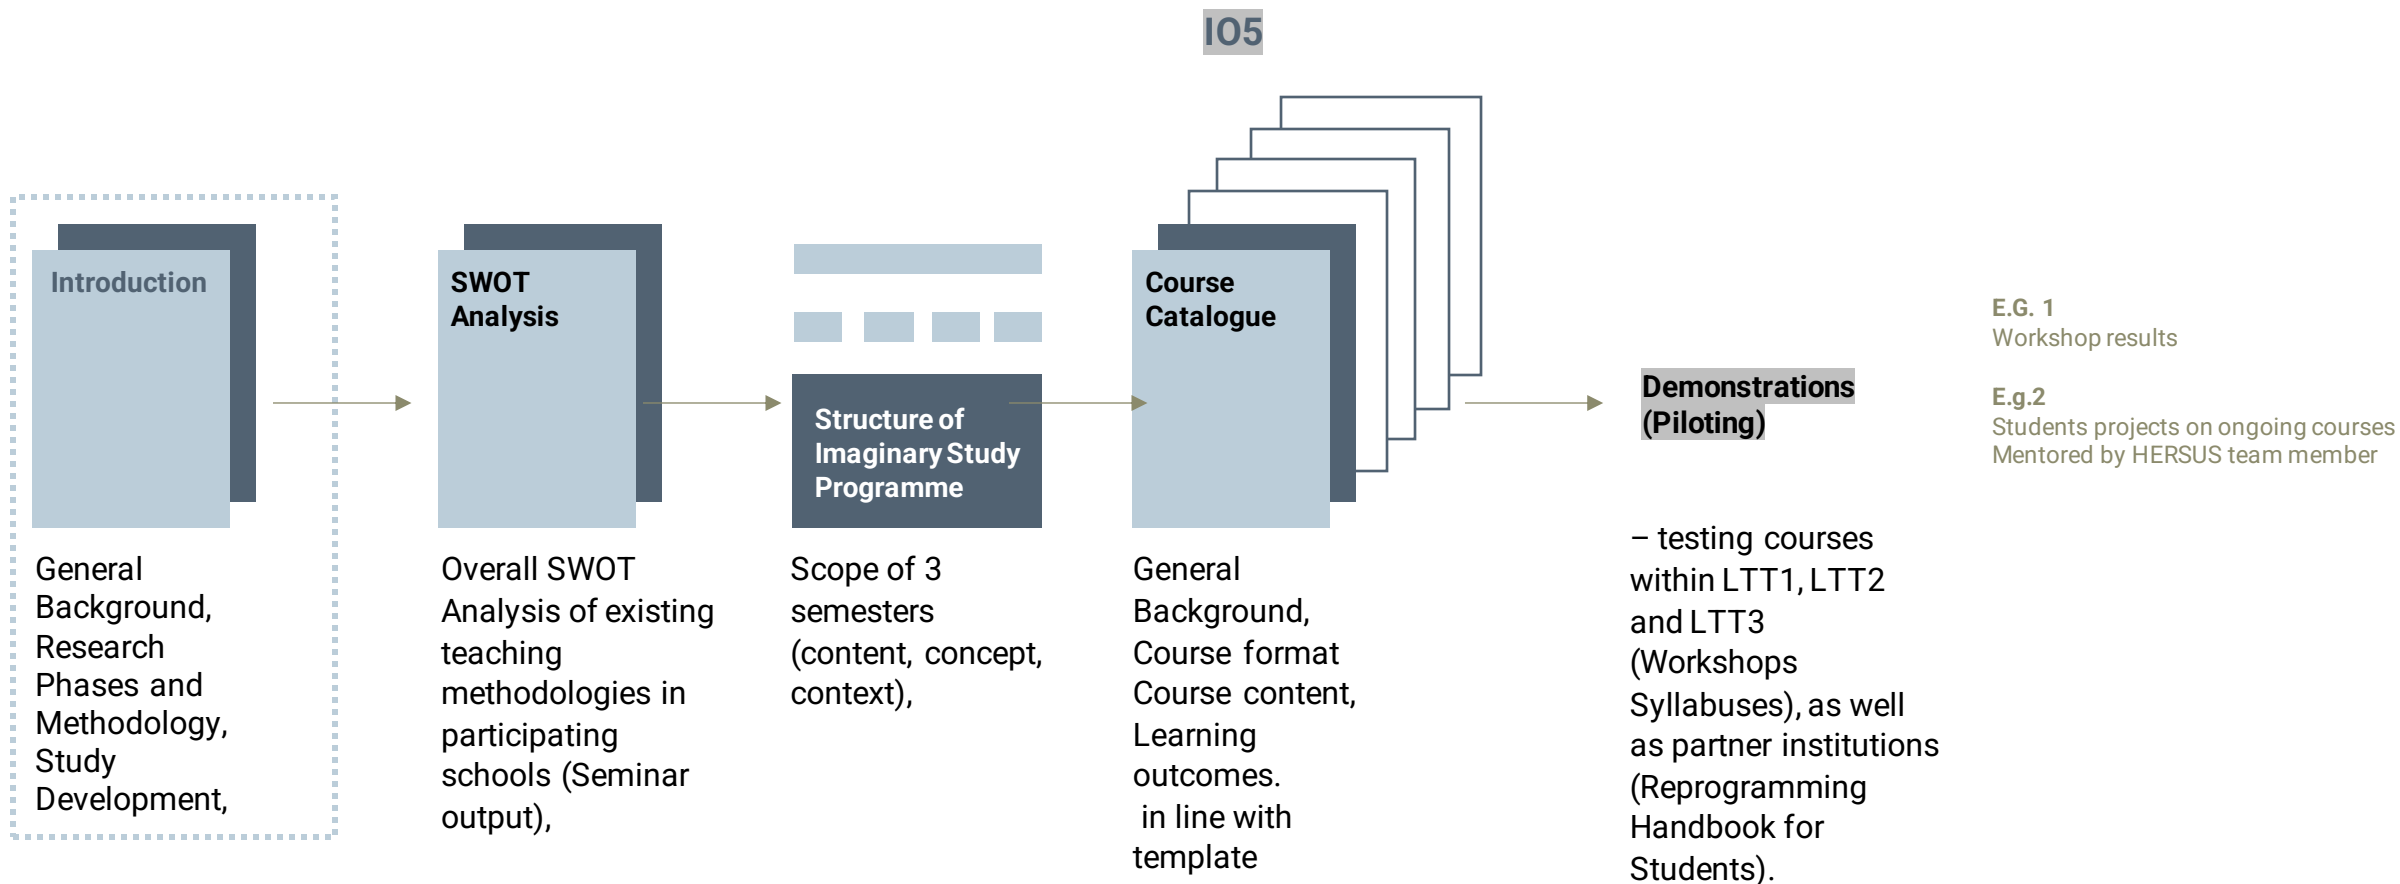 IO5
Introduction
General
Background,
Research
Phases and
Methodology,
Study
Development,
SWOT
Analysis
Overall SWOT
Analysis of existing
teaching
methodologies in
participating
schools (Seminar
output),
Structure of
Imaginary Study
Programme
Scope of 3
semesters
(content, concept,
context),
Course
Catalogue
General
Background,
Course format
Course content,
Learning
outcomes.
in line with
template
Demonstrations
(Piloting)
– testing courses
within LTT1, LTT2
and LTT3
(Workshops
Syllabuses), as well
as partner institutions
(Reprogramming
Handbook for
Students).
E.G. 1
Workshop results
E.g.2
Students projects on ongoing courses
Mentored by HERSUS team member